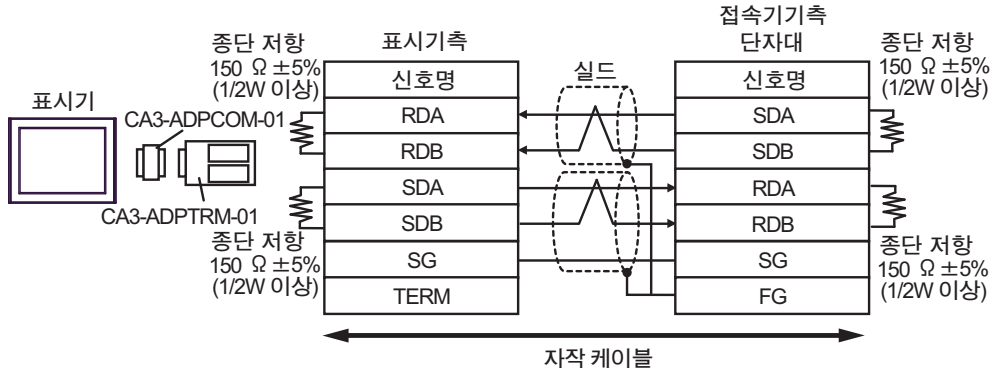 표시기
CA3-ADPCOM-01
CA3-ADPTRM-01
종단 저항
150 Ω ±5%
(1/2W 이상)
종단 저항
150 Ω ±5%
(1/2W 이상)
표시기측
신호명
RDA
RDB
SDA
SDB
SG
TERM
실드
접속기기측
단자대
신호명
SDA
SDB
RDA
RDB
SG
FG
종단 저항
150 Ω ±5%
(1/2W 이상)
종단 저항
150 Ω ±5%
(1/2W 이상)
자작 케이블